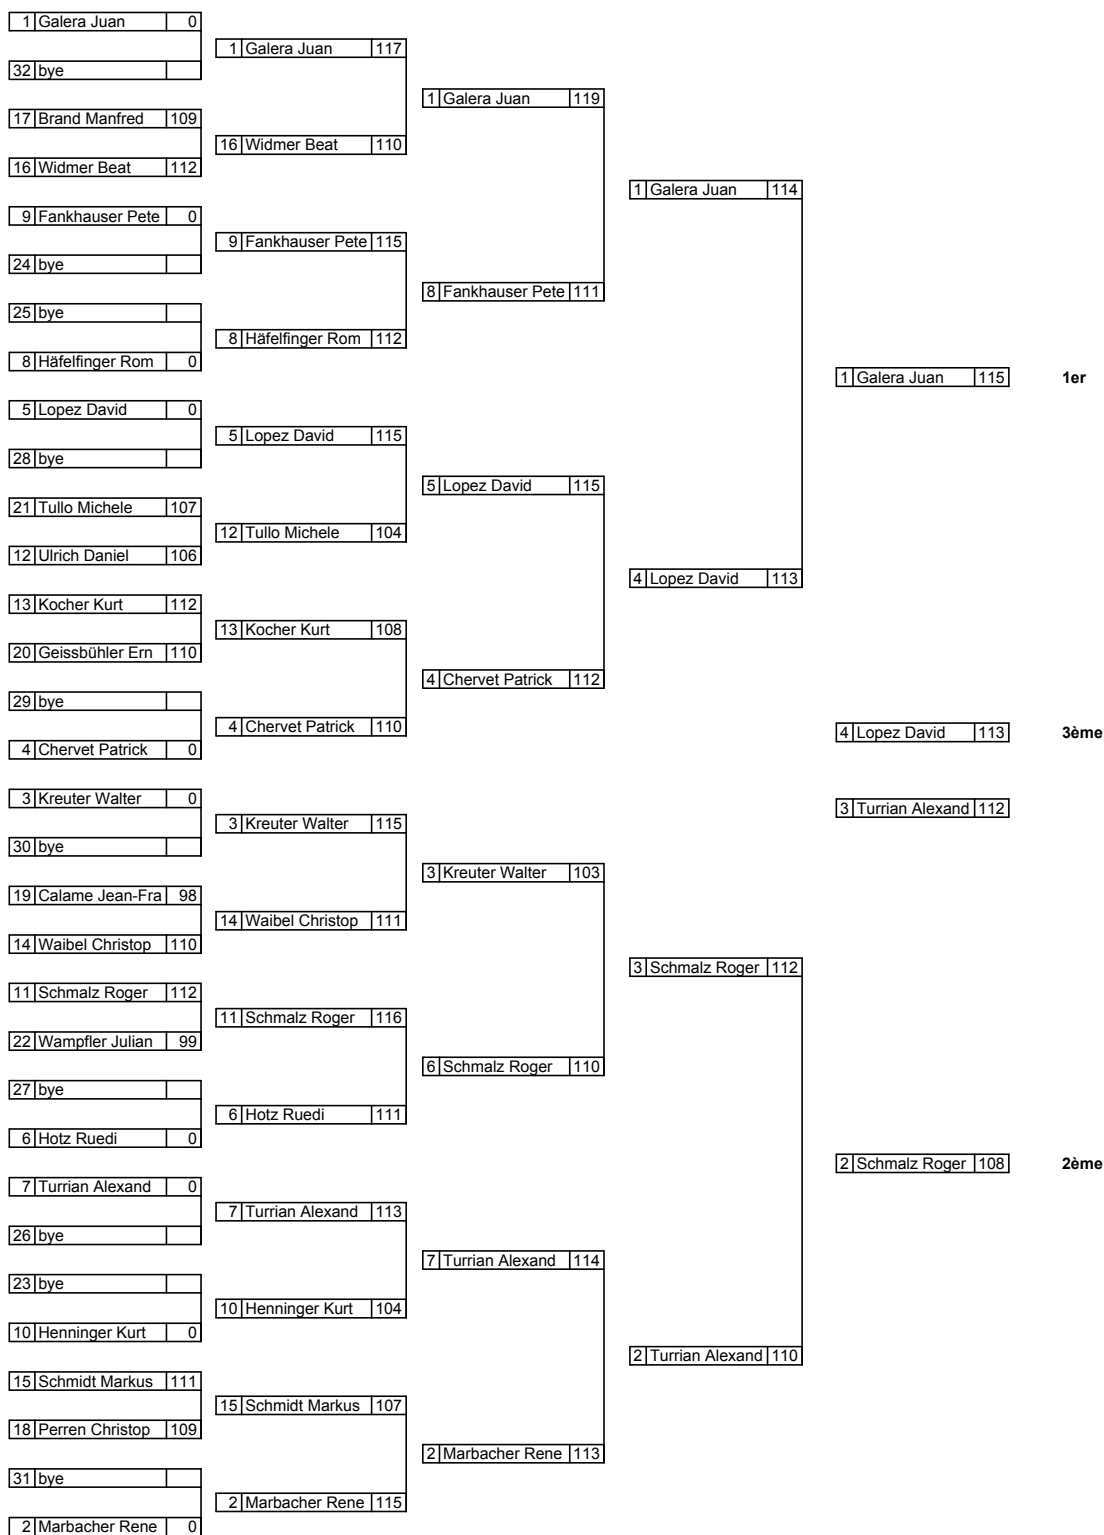 1 Galera Juan 0
32 bye
17 Brand Manfred 109
16 Widmer Beat 112
9 Fankhauser Pete 0
24 bye
25 bye
8 Häfelfinger Rom 0
5 Lopez David 0
28 bye
21 Tullo Michele 107
12 Ulrich Daniel 106
13 Kocher Kurt 112
20 Geissbühler Ern 110
29 bye
4 Chervet Patrick 0
3 Kreuter Walter 0
30 bye
19 Calame Jean-Fra 98
14 Waibel Christop 110
11 Schmalz Roger 112
22 Wampfler Julian 99
27 bye
6 Hotz Ruedi 0
7 Turrian Alexand 0
26 bye
23 bye
10 Henninger Kurt 0
15 Schmidt Markus 111
18 Perren Christop 109
31 bye
2 Marbacher Rene 0
1 Galera Juan 117
16 Widmer Beat 110
9 Fankhauser Pete 115
8 Häfelfinger Rom 112
5 Lopez David 115
12 Tullo Michele 104
13 Kocher Kurt 108
4 Chervet Patrick 110
3 Kreuter Walter 115
14 Waibel Christop 111
11 Schmalz Roger 116
6 Hotz Ruedi 111
7 Turrian Alexand 113
10 Henninger Kurt 104
15 Schmidt Markus 107
2 Marbacher Rene 115
1 Galera Juan 119
8 Fankhauser Pete 111
5 Lopez David 115
4 Chervet Patrick 112
3 Kreuter Walter 103
6 Schmalz Roger 110
7 Turrian Alexand 114
2 Marbacher Rene 113
1 Galera Juan 114
4 Lopez David 113
3 Schmalz Roger 112
2 Turrian Alexand 110
1 Galera Juan 115 1er
4 Lopez David 113 3ème
3 Turrian Alexand 112
2 Schmalz Roger 108 2ème